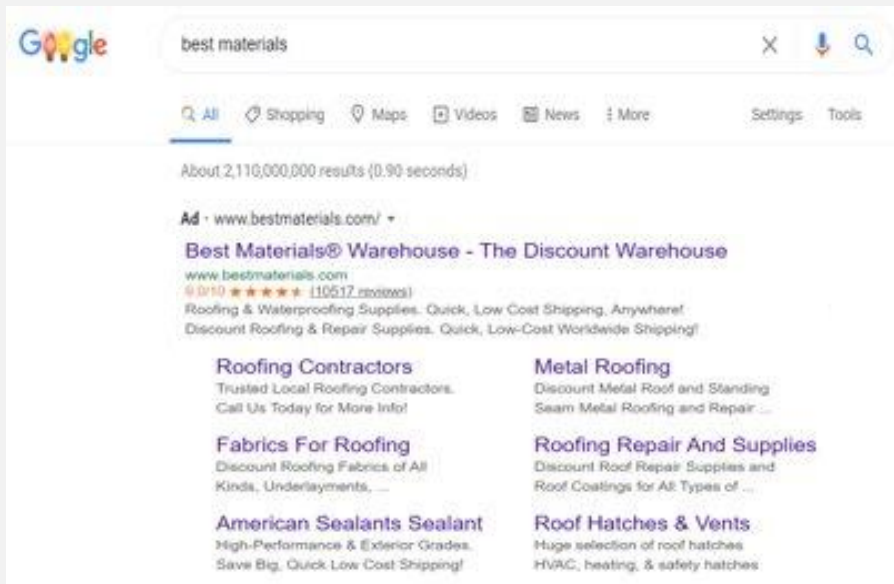 Google
best materials
All Shopping Maps Videos News More Settings Tools
About 2,110,000,000 results (0.90 seconds)
Ad · www.bestmaterials.com/
Best Materials® Warehouse - The Discount Warehouse
www.bestmaterials.com
9.0/10 ★★★★★ (10517 reviews)
Roofing & Waterproofing Supplies. Quick, Low Cost Shipping, Anywhere!
Discount Roofing & Repair Supplies. Quick, Low-Cost Worldwide Shipping!
Roofing Contractors
Trusted Local Roofing Contractors.
Call Us Today for More Info!
Metal Roofing
Discount Metal Roof and Standing
Seam Metal Roofing and Repair ...
Fabrics For Roofing
Discount Roofing Fabrics of All
Kinds, Underlayments, ...
Roofing Repair And Supplies
Discount Roof Repair Supplies and
Roof Coatings for All Types of ...
American Sealants Sealant
High-Performance & Exterior Grades.
Save Big, Quick Low Cost Shipping!
Roof Hatches & Vents
Huge selection of roof hatches
HVAC, heating, & safety hatches